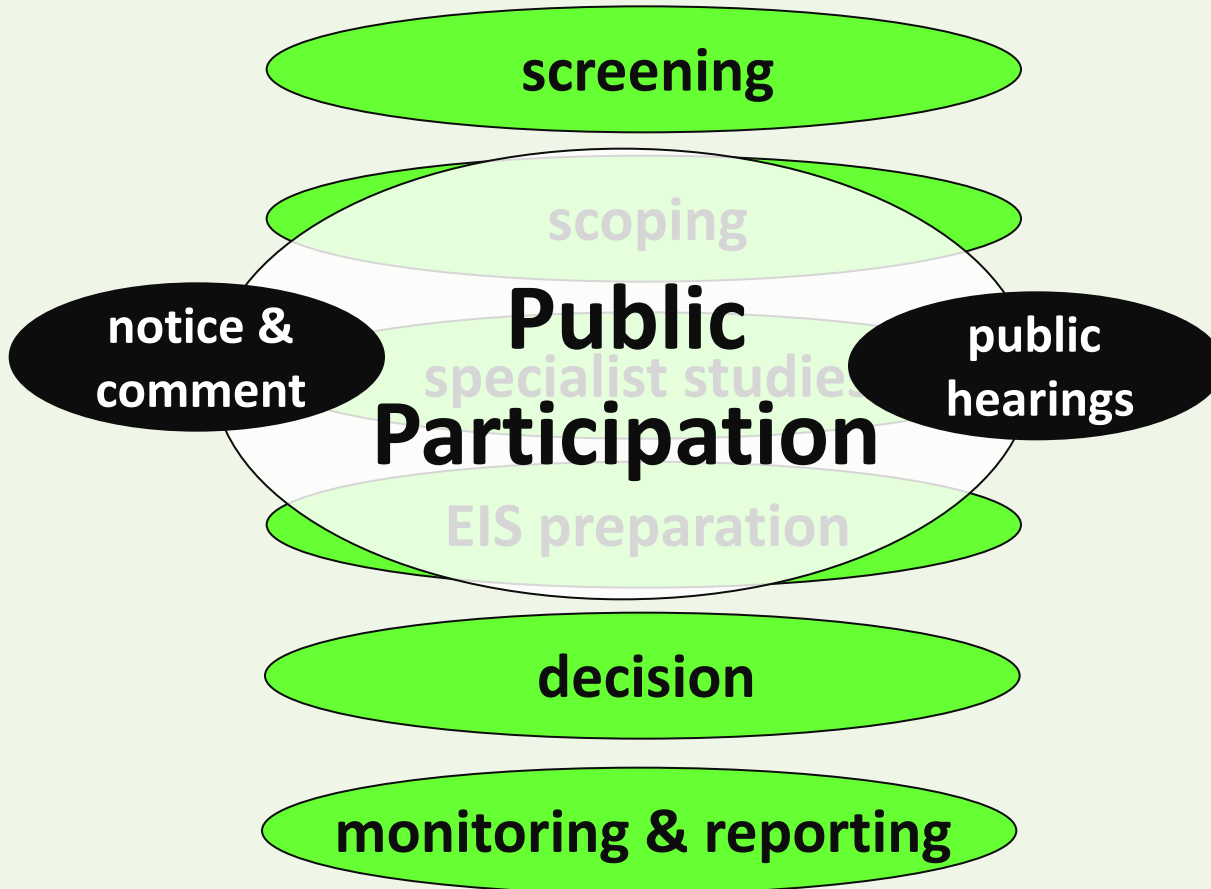 screening
scoping
notice &
comment
Public
specialist studies
Participation
public
hearings
EIS preparation
decision
monitoring & reporting